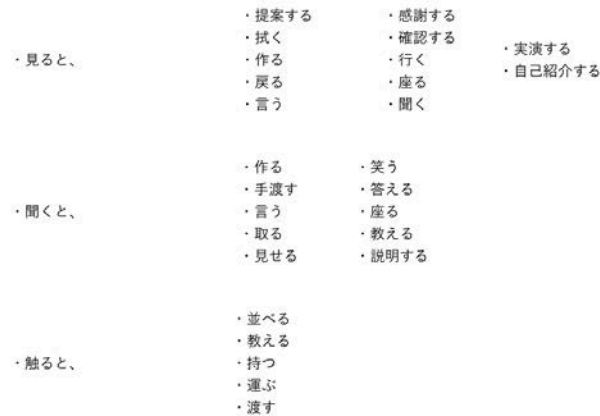 ・見ると、
・提案する
・拭く
・作る
・戻る
・言う
・感謝する
・確認する
・行く
・座る
・聞く
・実演する
・自己紹介する
・聞くと、
・作る
・手渡す
・言う
・取る
・見せる
・笑う
・答える
・座る
・教える
・説明する
・触ると、
・並べる
・教える
・持つ
・運ぶ
・渡す